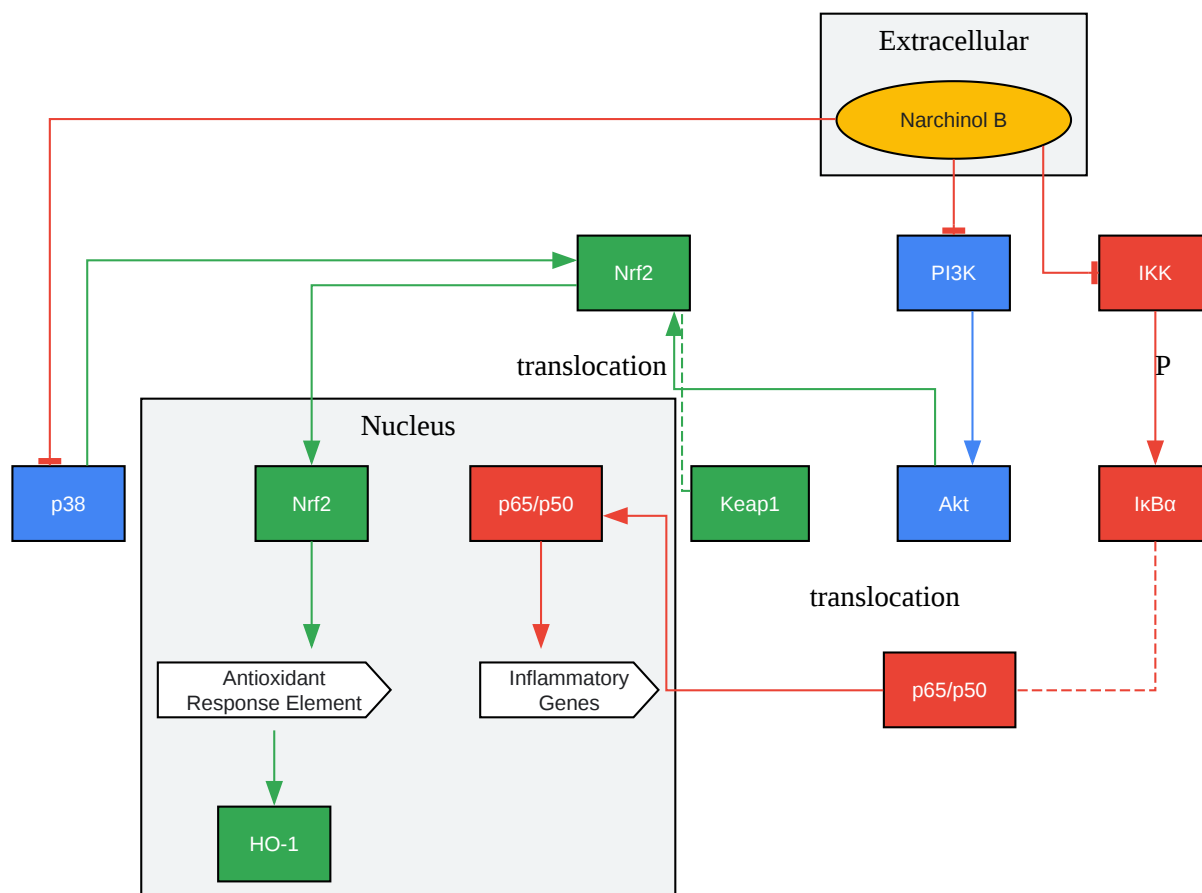 Extracellular
Narchinol B
Nrf2
PI3K
IKK
translocation
P
Nucleus
p38
Nrf2
p65/p50
Keap1
Akt
IκBα
translocation
Antioxidant
Response Element
Inflammatory
Genes
p65/p50
HO-1